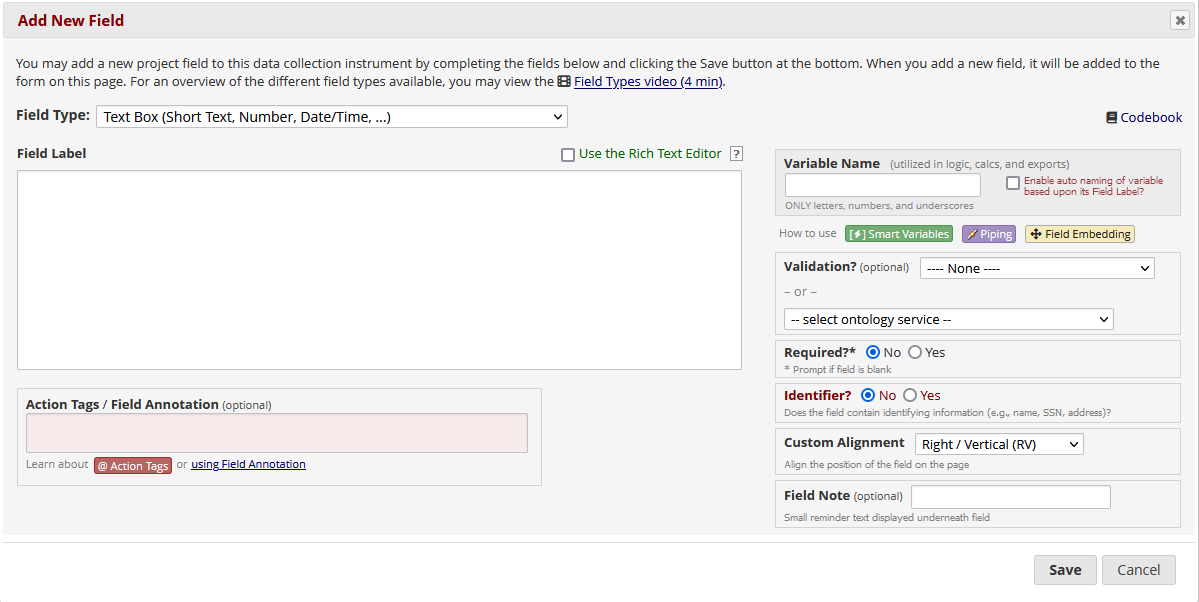 Add New Field
You may add a new project field to this data collection instrument by completing the fields below and clicking the Save button at the bottom. When you add a new field, it will be added to the
form on this page. For an overview of the different field types available, you may view the Field Types video (4 min).
Field Type: Text Box (Short Text, Number, Date/Time, ...)
Codebook
Field Label
Use the Rich Text Editor ?
Action Tags / Field Annotation (optional)
Learn about @ Action Tags or using Field Annotation
Variable Name (utilized in logic, calcs, and exports)
Enable auto naming of variable
based upon its Field Label?
ONLY letters, numbers, and underscores
How to use [⚡] Smart Variables Piping Field Embedding
Validation? (optional) ---- None ----
– or –
-- select ontology service --
Required?* No Yes
* Prompt if field is blank
Identifier? No Yes
Does the field contain identifying information (e.g., name, SSN, address)?
Custom Alignment Right / Vertical (RV)
Align the position of the field on the page
Field Note (optional)
Small reminder text displayed underneath field
Save Cancel